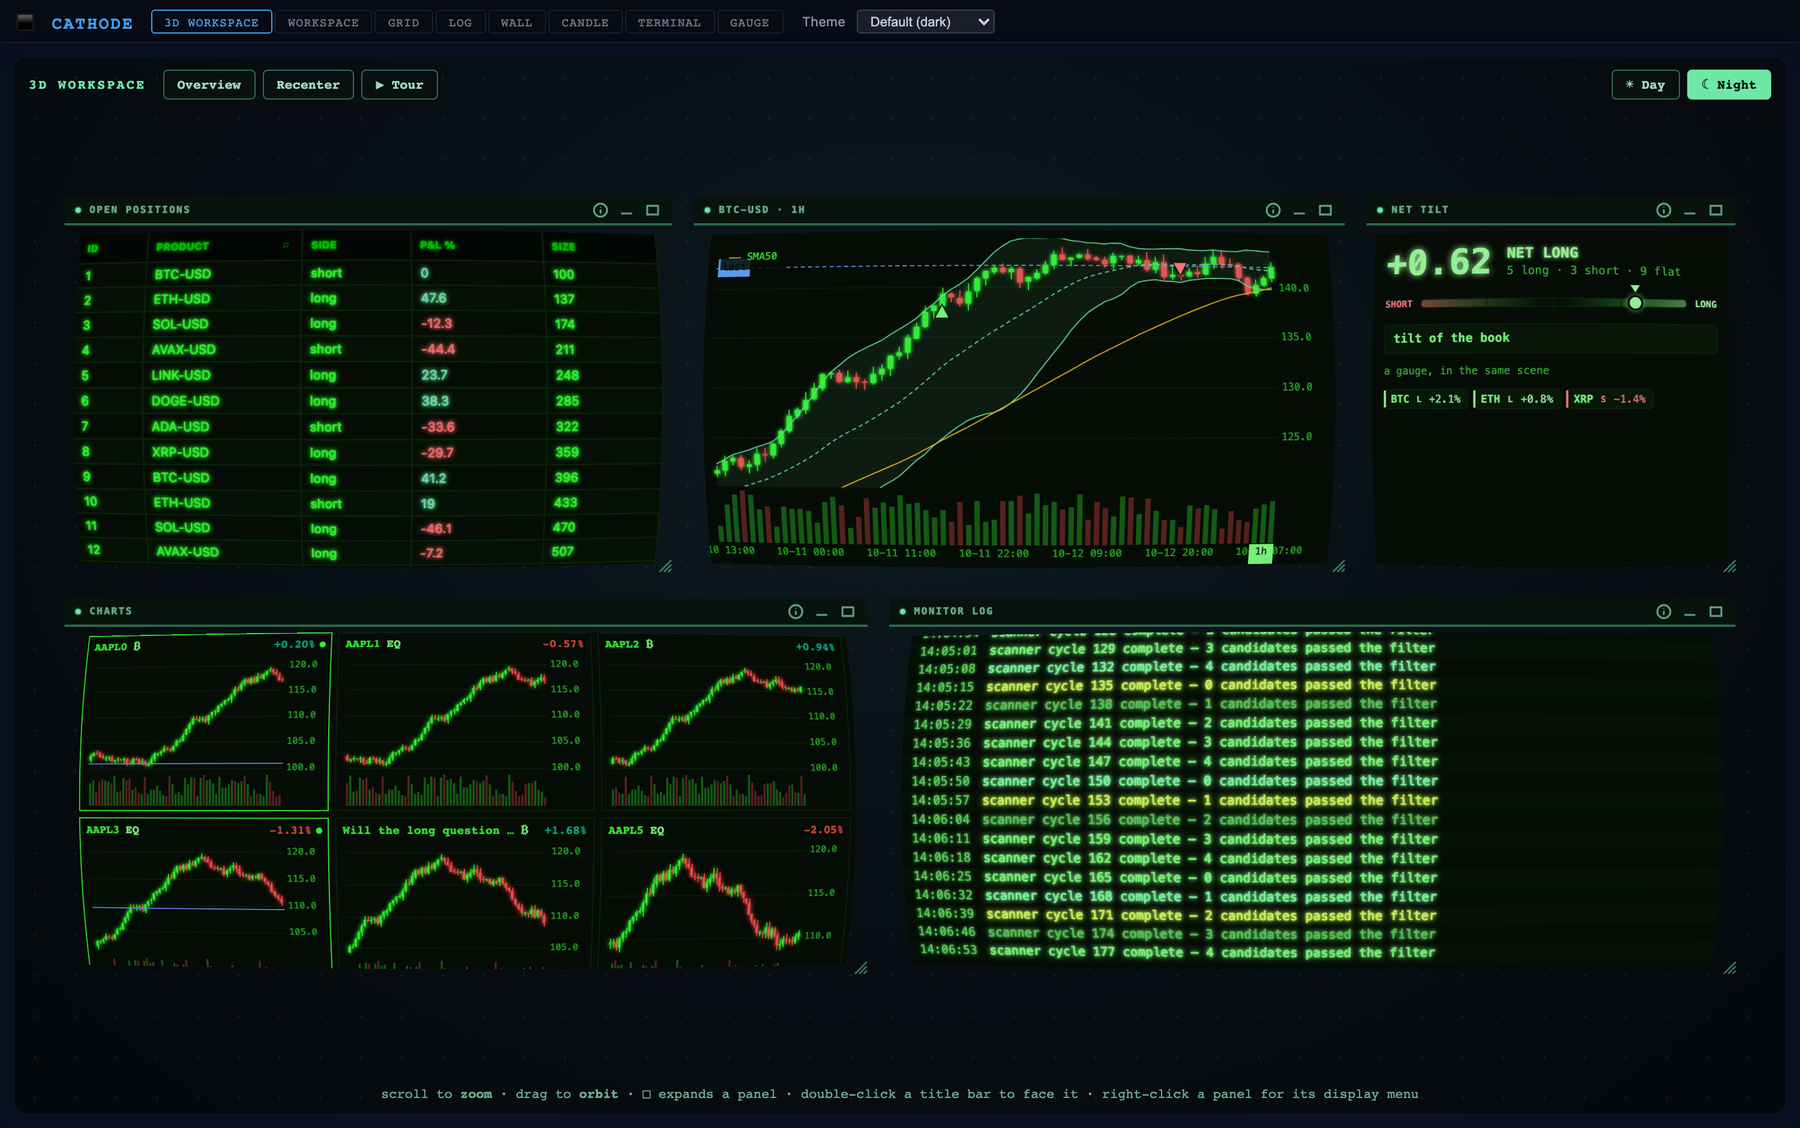 CATHODE 3D WORKSPACE WORKSPACE GRID LOG WALL CANDLE TERMINAL GAUGE Theme Default (dark)
3D WORKSPACE Overview Recenter ▶ Tour ☀ Day ☾ Night
OPEN POSITIONS
ID PRODUCT SIDE P&L % SIZE
1 BTC-USD short 0 100
2 ETH-USD long 47.6 137
3 SOL-USD long -12.3 174
4 AVAX-USD short -44.4 211
5 LINK-USD long 23.7 248
6 DOGE-USD long 38.3 285
7 ADA-USD short -33.6 322
8 XRP-USD long -29.7 359
9 BTC-USD long 41.2 396
10 ETH-USD short 19 433
11 SOL-USD long -46.1 470
12 AVAX-USD long -7.2 507
BTC-USD · 1H
SMA50
140.0
135.0
130.0
125.0
10 13:00 10-11 00:00 10-11 11:00 10-11 22:00 10-12 09:00 10-12 20:00 10 1h 07:00
NET TILT
+0.62 NET LONG
5 long · 3 short · 9 flat
SHORT LONG
tilt of the book
a gauge, in the same scene
BTC L +2.1% ETH L +0.8% XRP S -1.4%
CHARTS
AAPL0 ₿ +0.20%
120.0
115.0
110.0
105.0
100.0
AAPL1 EQ -0.57%
120.0
115.0
110.0
105.0
100.0
AAPL2 ₿ +0.94%
120.0
115.0
110.0
105.0
100.0
AAPL3 EQ -1.31%
120.0
115.0
110.0
105.0
Will the long question … ₿ +1.68%
120.0
115.0
110.0
105.0
AAPL5 EQ -2.05%
120.0
115.0
110.0
MONITOR LOG
14:05:01 scanner cycle 129 complete — 3 candidates passed the filter
14:05:08 scanner cycle 132 complete — 4 candidates passed the filter
14:05:15 scanner cycle 135 complete — 0 candidates passed the filter
14:05:22 scanner cycle 138 complete — 1 candidates passed the filter
14:05:29 scanner cycle 141 complete — 2 candidates passed the filter
14:05:36 scanner cycle 144 complete — 3 candidates passed the filter
14:05:43 scanner cycle 147 complete — 4 candidates passed the filter
14:05:50 scanner cycle 150 complete — 0 candidates passed the filter
14:05:57 scanner cycle 153 complete — 1 candidates passed the filter
14:06:04 scanner cycle 156 complete — 2 candidates passed the filter
14:06:11 scanner cycle 159 complete — 3 candidates passed the filter
14:06:18 scanner cycle 162 complete — 4 candidates passed the filter
14:06:25 scanner cycle 165 complete — 0 candidates passed the filter
14:06:32 scanner cycle 168 complete — 1 candidates passed the filter
14:06:39 scanner cycle 171 complete — 2 candidates passed the filter
14:06:46 scanner cycle 174 complete — 3 candidates passed the filter
14:06:53 scanner cycle 177 complete — 4 candidates passed the filter
scroll to zoom · drag to orbit · □ expands a panel · double-click a title bar to face it · right-click a panel for its display menu